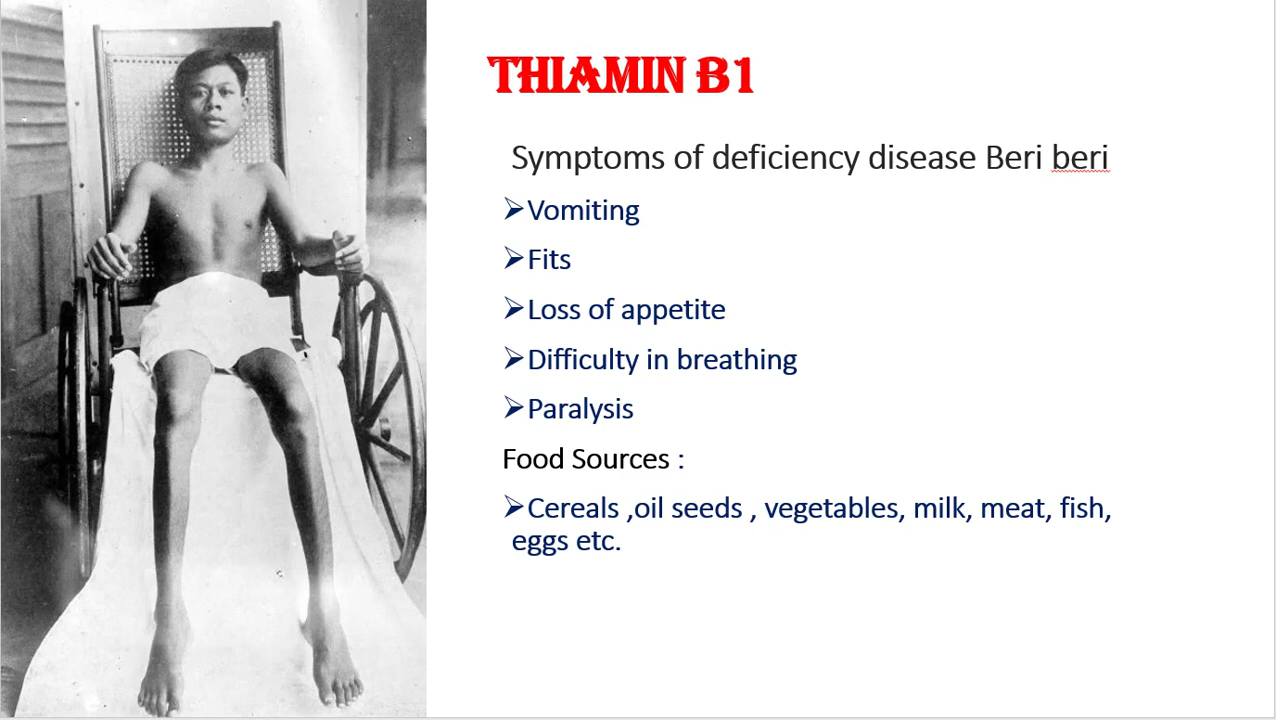 THIAMIN B1
Symptoms of deficiency disease Beri beri
➢Vomiting
➢Fits
➢Loss of appetite
➢Difficulty in breathing
➢Paralysis
Food Sources :
➢Cereals ,oil seeds , vegetables, milk, meat, fish,
eggs etc.